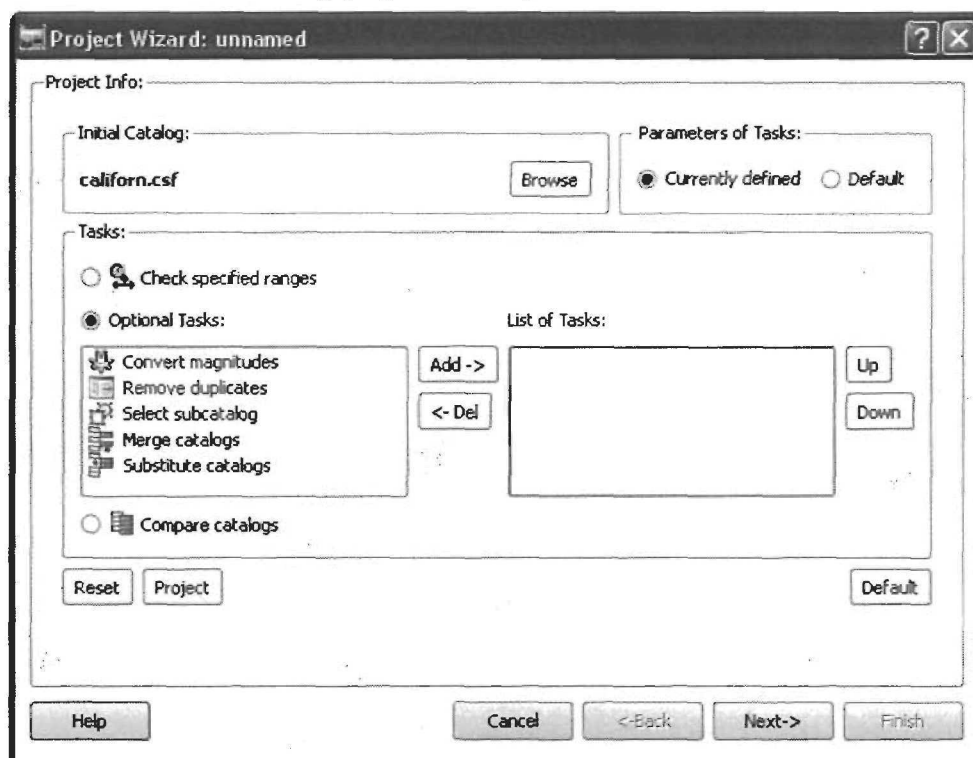 Project Wizard: unnamed
Project Info:
Initial Catalog:
californ.csf
Browse
Parameters of Tasks:
Currently defined
Default
Tasks:
Check specified ranges
Optional Tasks:
List of Tasks:
Convert magnitudes
Remove duplicates
Select subcatalog
Merge catalogs
Substitute catalogs
Add ->
<- Del
Up
Down
Compare catalogs
Reset
Project
Default
Help
Cancel
<-Back
Next->
Finish